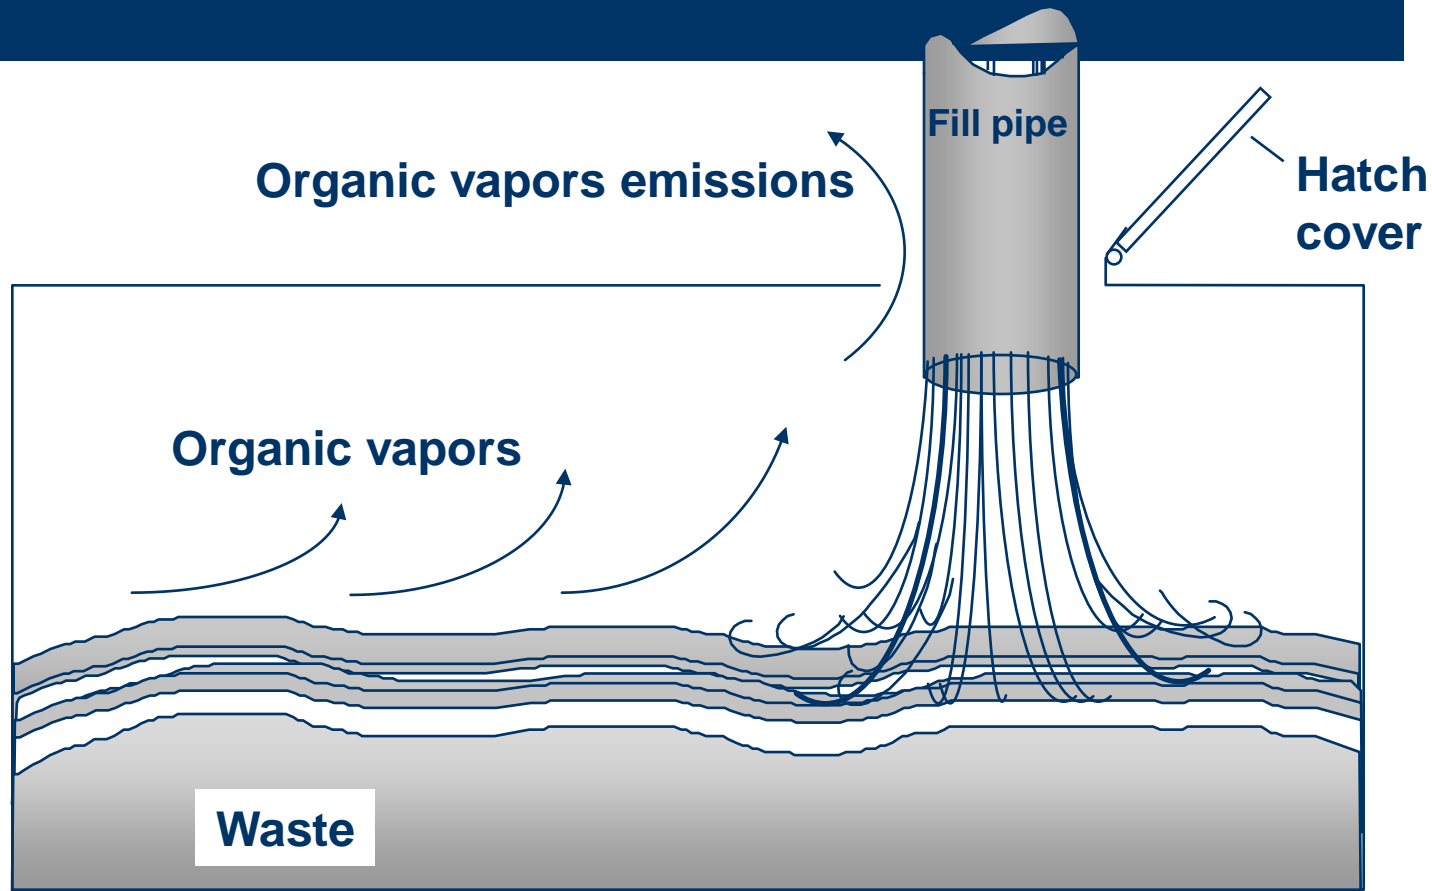 Fill pipe
Organic vapors emissions
Hatch
cover
Organic vapors
Waste